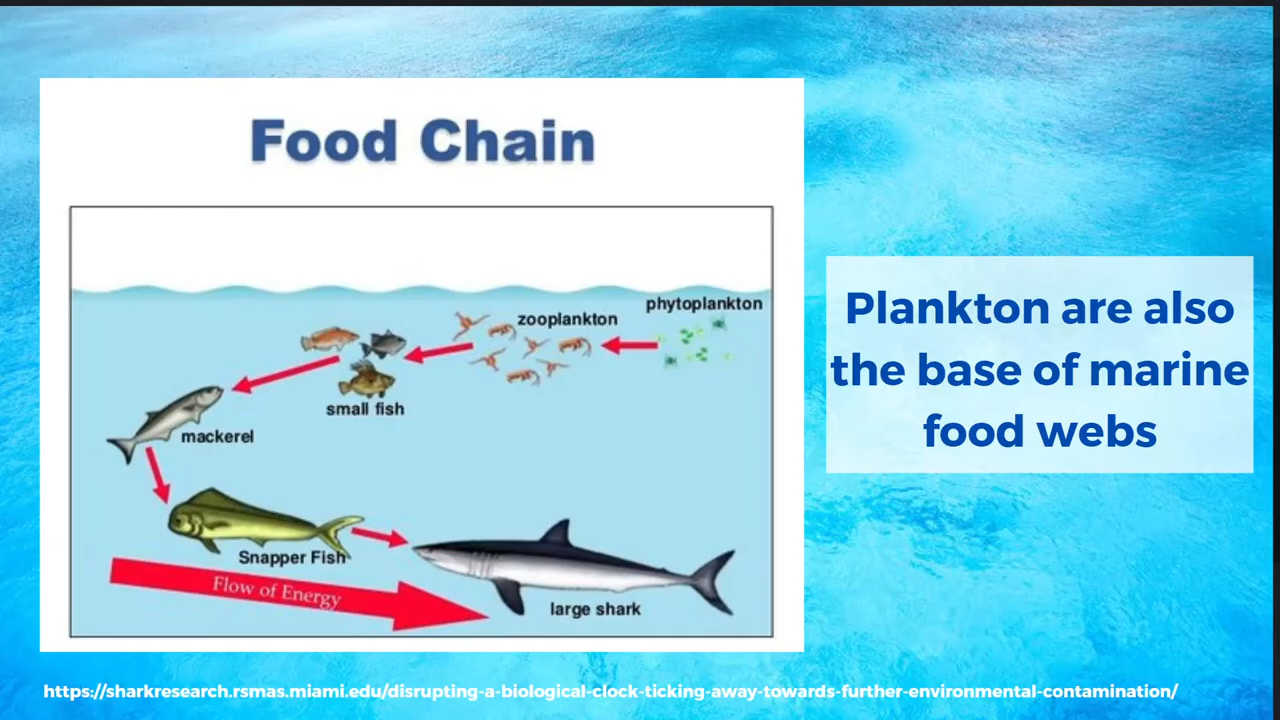 Food Chain
phytoplankton
zooplankton
small fish
mackerel
Snapper Fish
Flow of Energy
large shark
Plankton are also
the base of marine
food webs
https://sharkresearch.rsmas.miami.edu/disrupting-a-biological-clock-ticking-away-towards-further-environmental-contamination/